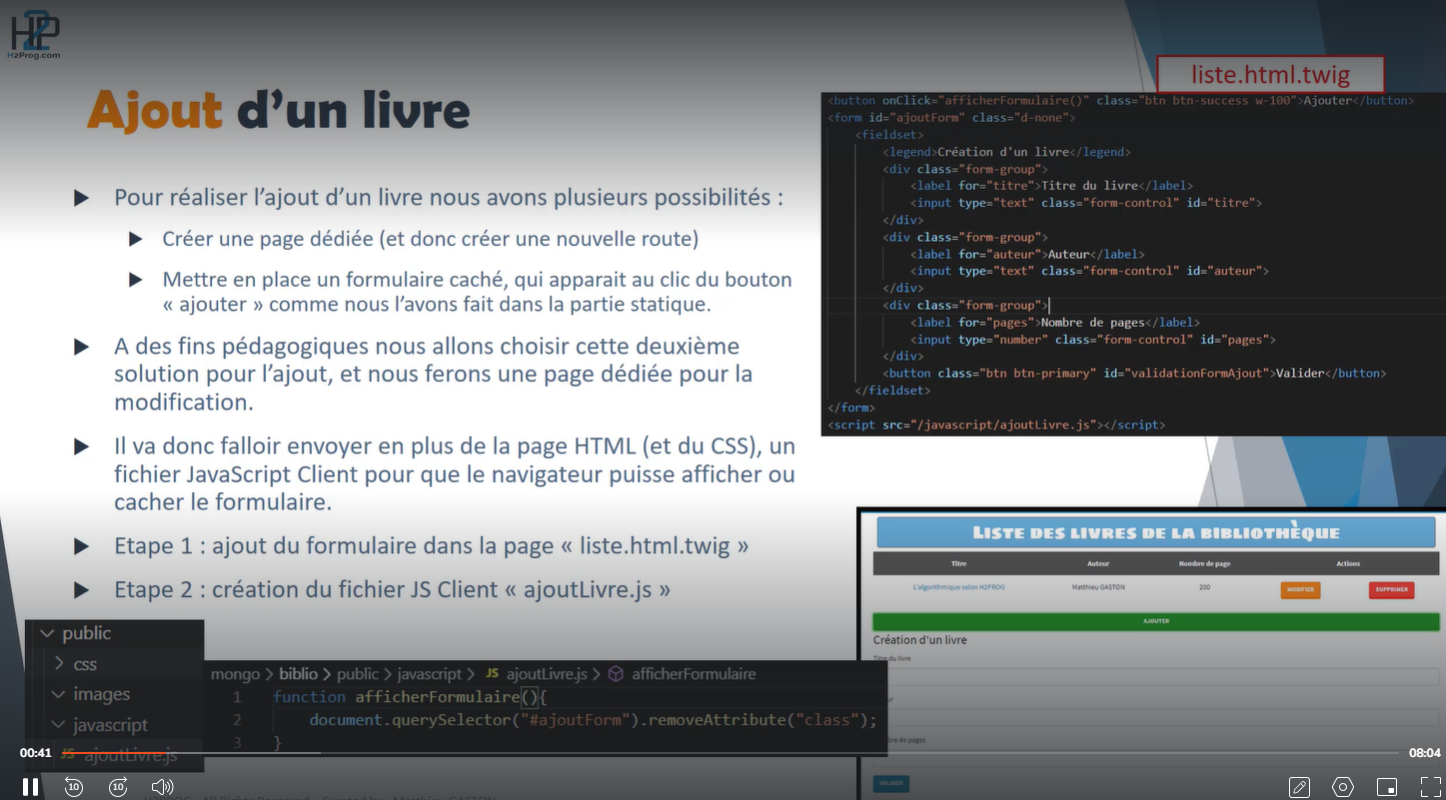 H2P
H2Prog.com
liste.html.twig
Ajout d'un livre
Pour réaliser l'ajout d'un livre nous avons plusieurs possibilités :
Créer une page dédiée (et donc créer une nouvelle route)
Mettre en place un formulaire caché, qui apparait au clic du bouton
« ajouter » comme nous l'avons fait dans la partie statique.
A des fins pédagogiques nous allons choisir cette deuxième
solution pour l'ajout, et nous ferons une page dédiée pour la
modification.
Il va donc falloir envoyer en plus de la page HTML (et du CSS), un
fichier JavaScript Client pour que le navigateur puisse afficher ou
cacher le formulaire.
Etape 1 : ajout du formulaire dans la page « liste.html.twig »
Etape 2 : création du fichier JS Client « ajoutLivre.js »
<button onClick="afficherFormulaire()" class="btn btn-success w-100">Ajouter</button>
<form id="ajoutForm" class="d-none">
<fieldset>
<legend>Création d'un livre</legend>
<div class="form-group">
<label for="titre">Titre du livre</label>
<input type="text" class="form-control" id="titre">
</div>
<div class="form-group">
<label for="auteur">Auteur</label>
<input type="text" class="form-control" id="auteur">
</div>
<div class="form-group">
<label for="pages">Nombre de pages</label>
<input type="number" class="form-control" id="pages">
</div>
<button class="btn btn-primary" id="validationFormAjout">Valider</button>
</fieldset>
</form>
<script src="/javascript/ajoutLivre.js"></script>
Liste des livres de la bibliothèque
Titre Auteur Nombre de page Actions
L'algorithmique selon H2PROG Matthieu GASTON 200 MODIFIER SUPPRIMER
AJOUTER
Création d'un livre
Titre du livre
ur
bre de pages
VALIDER
public
css
images
javascript
JS ajoutLivre.js
mongo > biblio > public > javascript > JS ajoutLivre.js > afficherFormulaire
1 function afficherFormulaire(){
2 document.querySelector("#ajoutForm").removeAttribute("class");
3 }
00:41
08:04
10 10
H2PROG - All Rights Reserved - Created by : Matthieu GASTON